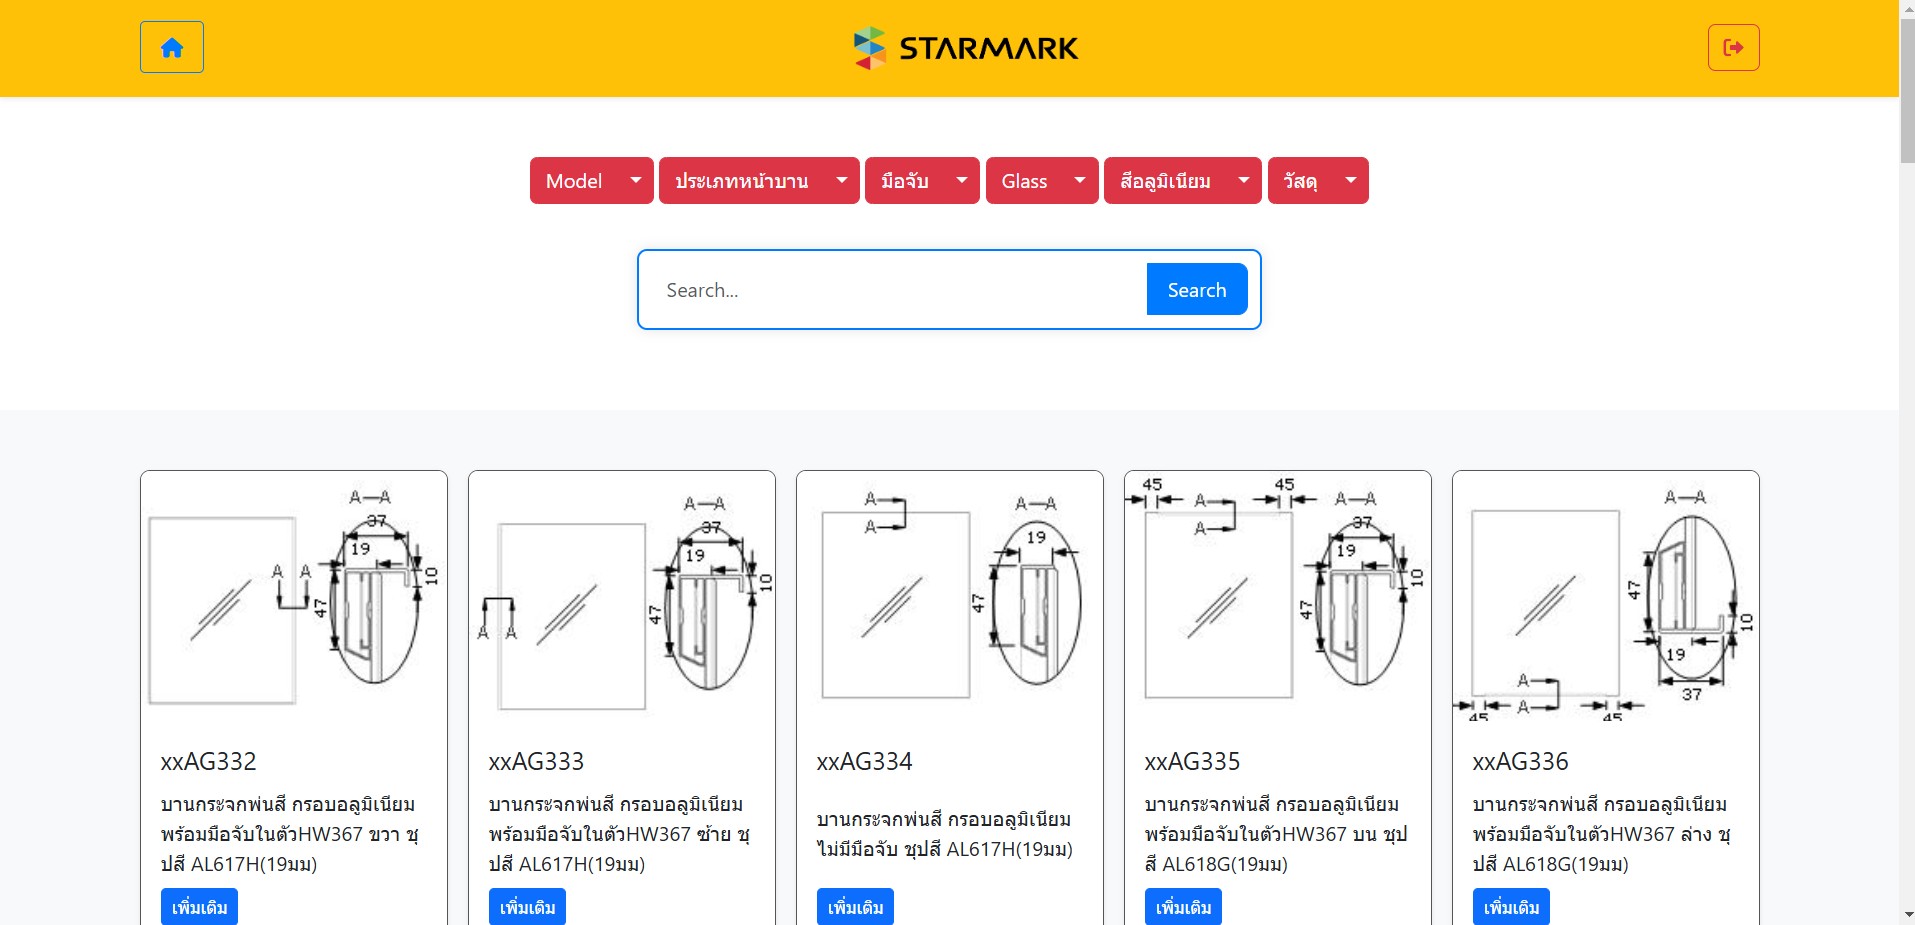 STARMARK
Model
ประเภทหน้าบาน
มือจับ
Glass
สีอลูมิเนียม
วัสดุ
Search...
Search
A—A
37
19
A A
47
10
A—A
37
19
10
47
A A
A
A
A—A
19
47
45
45
A
A
A—A
37
19
10
47
A—A
47
10
19
37
A
A
45
45
xxAG332
บานกระจกพ่นสี กรอบอลูมิเนียม
พร้อมมือจับในตัวHW367 ขวา ชุ
ปสี AL617H(19มม)
เพิ่มเติม
xxAG333
บานกระจกพ่นสี กรอบอลูมิเนียม
พร้อมมือจับในตัวHW367 ซ้าย ชุ
ปสี AL617H(19มม)
เพิ่มเติม
xxAG334
บานกระจกพ่นสี กรอบอลูมิเนียม
ไม่มีมือจับ ชุปสี AL617H(19มม)
เพิ่มเติม
xxAG335
บานกระจกพ่นสี กรอบอลูมิเนียม
พร้อมมือจับในตัวHW367 บน ชุป
สี AL618G(19มม)
เพิ่มเติม
xxAG336
บานกระจกพ่นสี กรอบอลูมิเนียม
พร้อมมือจับในตัวHW367 ล่าง ชุ
ปสี AL618G(19มม)
เพิ่มเติม